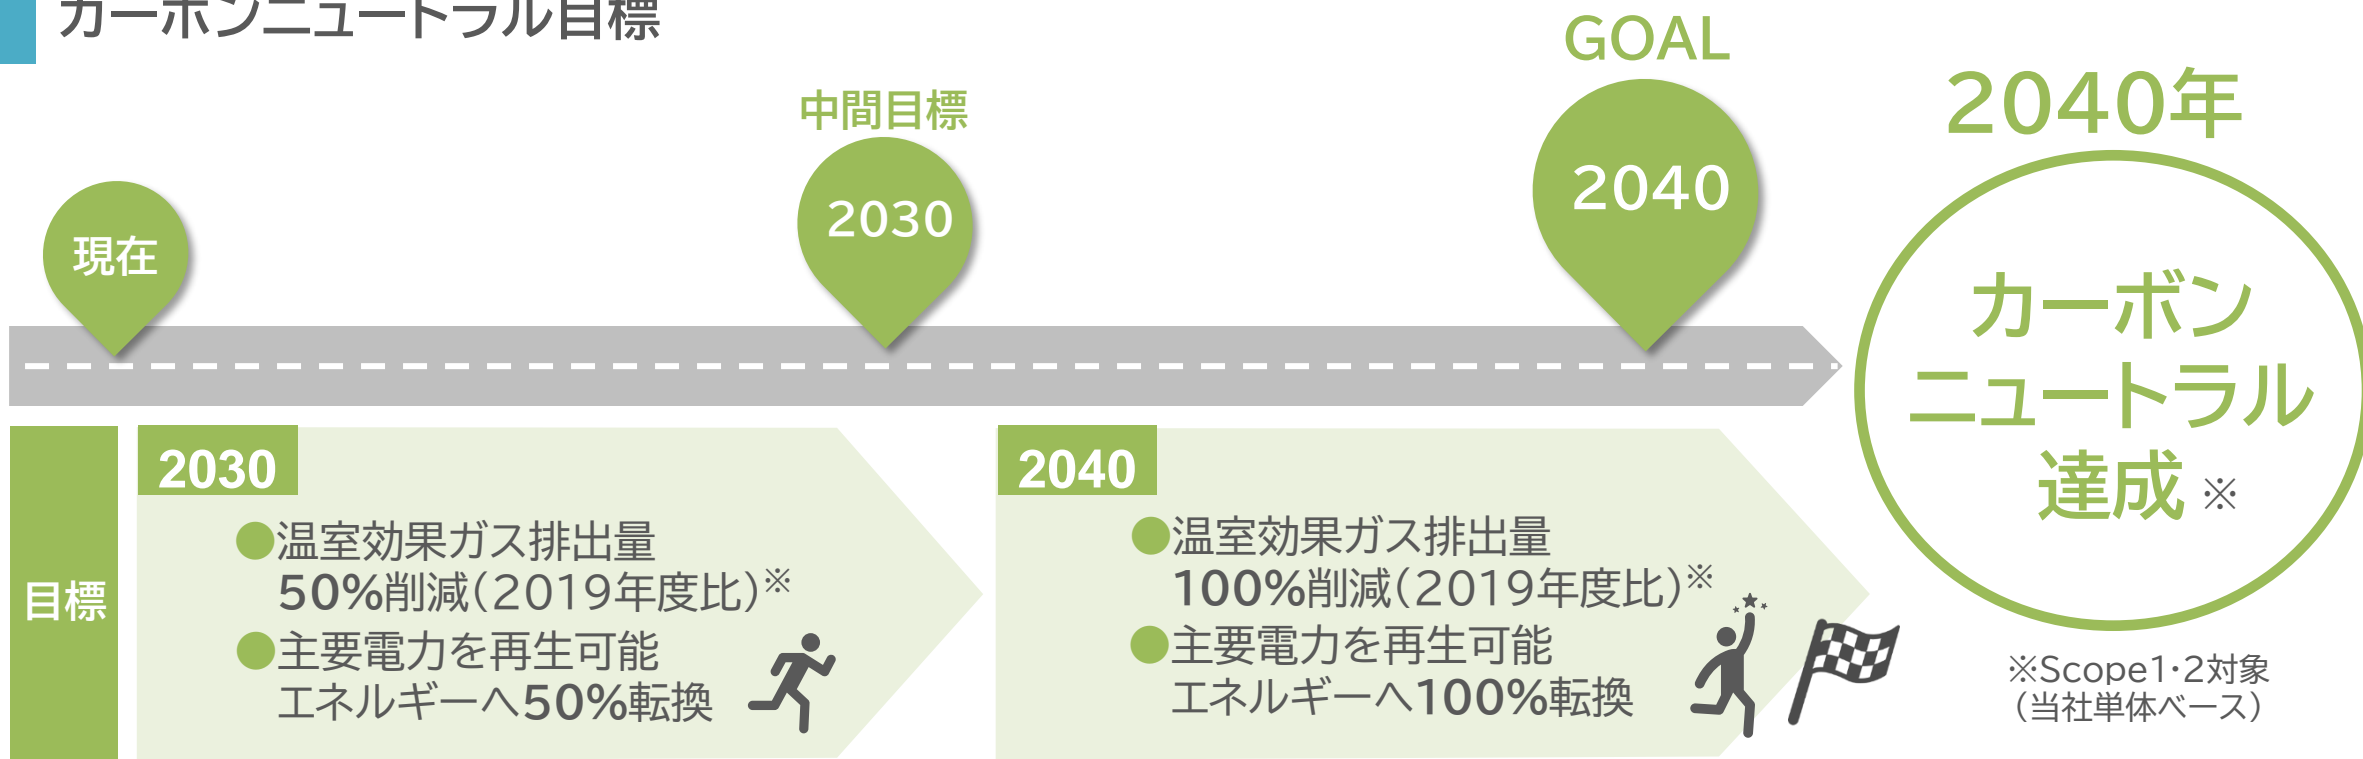 カーボンニュートラル目標
GOAL
中間目標
2040年
現在
2030
2040
カーボン
ニュートラル
達成※
※Scope1・2対象
（当社単体ベース）
目標
2030
●温室効果ガス排出量
50%削減（2019年度比）※
●主要電力を再生可能
エネルギーへ50%転換
2040
●温室効果ガス排出量
100%削減（2019年度比）※
●主要電力を再生可能
エネルギーへ100%転換